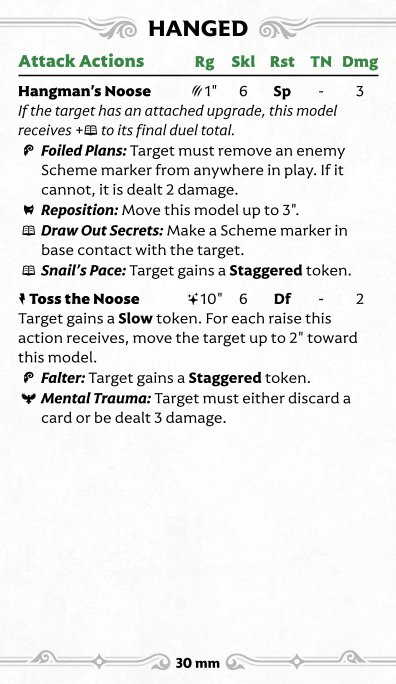 HANGED
Attack Actions Rg Skl Rst TN Dmg
Hangman's Noose 1" 6 Sp - 3
If the target has an attached upgrade, this model
receives + to its final duel total.
Foiled Plans: Target must remove an enemy
Scheme marker from anywhere in play. If it
cannot, it is dealt 2 damage.
Reposition: Move this model up to 3".
Draw Out Secrets: Make a Scheme marker in
base contact with the target.
Snail's Pace: Target gains a Staggered token.
Toss the Noose 10" 6 Df - 2
Target gains a Slow token. For each raise this
action receives, move the target up to 2" toward
this model.
Falter: Target gains a Staggered token.
Mental Trauma: Target must either discard a
card or be dealt 3 damage.
30 mm